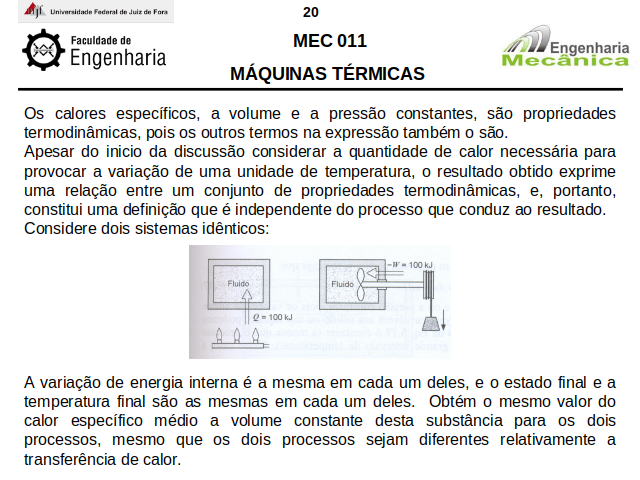 Universidade Federal de Juiz de Fora
20
Faculdade de
Engenharia
MEC 011
MÁQUINAS TÉRMICAS
Engenharia
Mecânica
Os calores específicos, a volume e a pressão constantes, são propriedades
termodinâmicas, pois os outros termos na expressão também o são.
Apesar do inicio da discussão considerar a quantidade de calor necessária para
provocar a variação de uma unidade de temperatura, o resultado obtido exprime
uma relação entre um conjunto de propriedades termodinâmicas, e, portanto,
constitui uma definição que é independente do processo que conduz ao resultado.
Considere dois sistemas idênticos:
Fluido
Q = 100 kJ
Fluido
−W = 100 kJ
A variação de energia interna é a mesma em cada um deles, e o estado final e a
temperatura final são as mesmas em cada um deles. Obtém o mesmo valor do
calor específico médio a volume constante desta substância para os dois
processos, mesmo que os dois processos sejam diferentes relativamente a
transferência de calor.